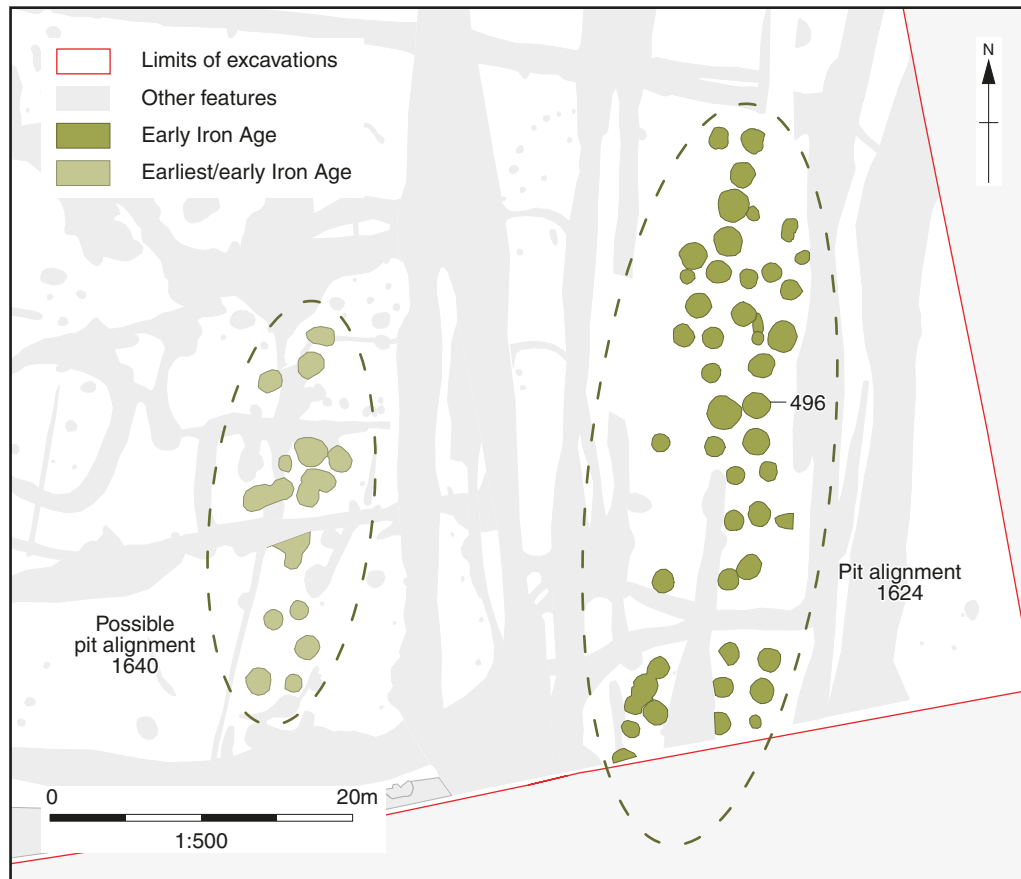 Limits of excavations
Other features
Early Iron Age
Earliest/early Iron Age
N
496
Pit alignment
1624
Possible
pit alignment
1640
0 20m
1:500